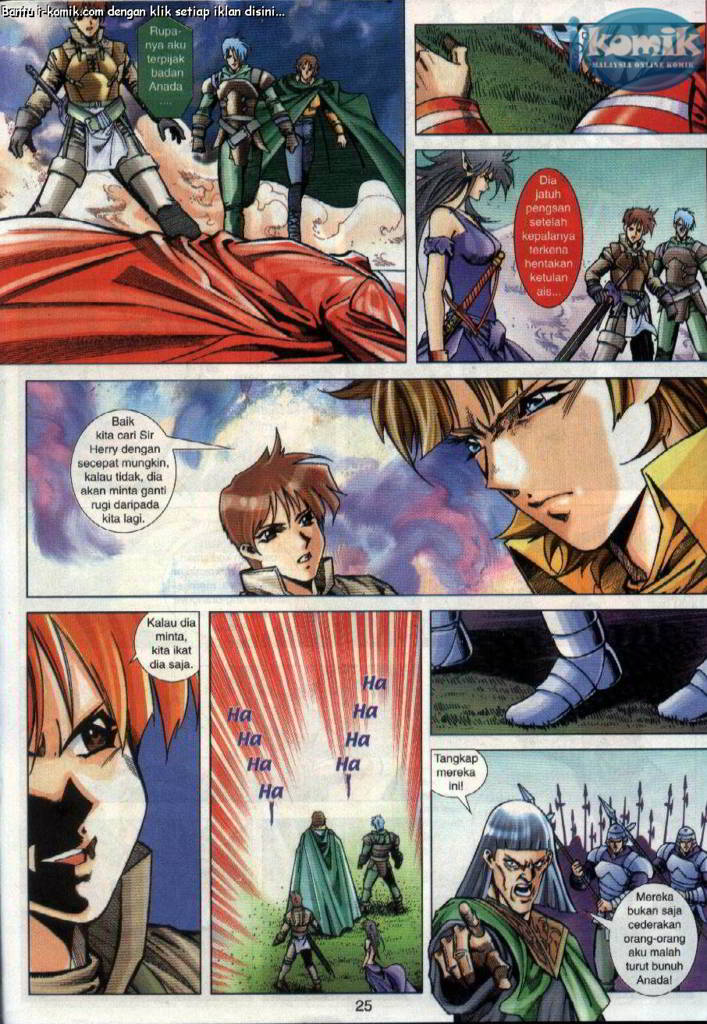 Bantu i-komik.com dengan klik setiap iklan disini...
komik
MALAYSIA ONLINE KOMIK
Rupa-
nya aku
terpijak
badan
Anada
....
Dia
jatuh
pengsan
setelah
kepalanya
terkena
hentakan
ketulan
ais...
Baik
kita cari Sir
Herry dengan
secepat mungkin,
kalau tidak, dia
akan minta ganti
rugi daripada
kita lagi.
Kalau dia
minta,
kita ikat
dia saja.
Ha
Ha
Ha
Ha
!
Ha
Ha
Ha
Ha
!
Tangkap
mereka
ini!
Mereka
bukan saja
cederakan
orang-orang
aku malah
turut bunuh
Anada!
25